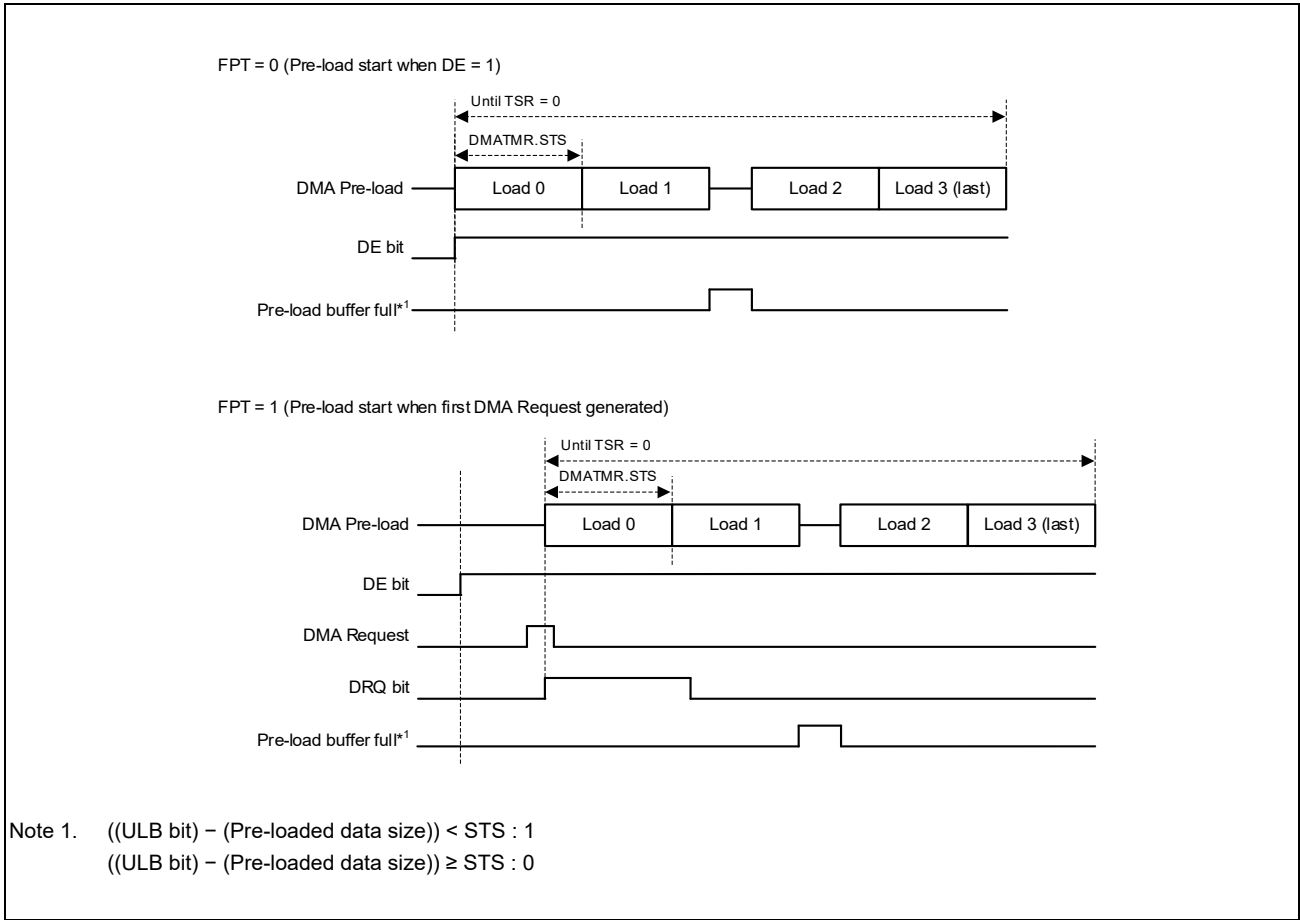 FPT = 0 (Pre-load start when DE = 1)
Until TSR = 0
DMATMR.STS
DMA Pre-load
Load 0
Load 1
Load 2
Load 3 (last)
DE bit
Pre-load buffer full*1
FPT = 1 (Pre-load start when first DMA Request generated)
Until TSR = 0
DMATMR.STS
DMA Pre-load
Load 0
Load 1
Load 2
Load 3 (last)
DE bit
DMA Request
DRQ bit
Pre-load buffer full*1
Note 1. ((ULB bit) − (Pre-loaded data size)) < STS : 1
((ULB bit) − (Pre-loaded data size)) ≥ STS : 0